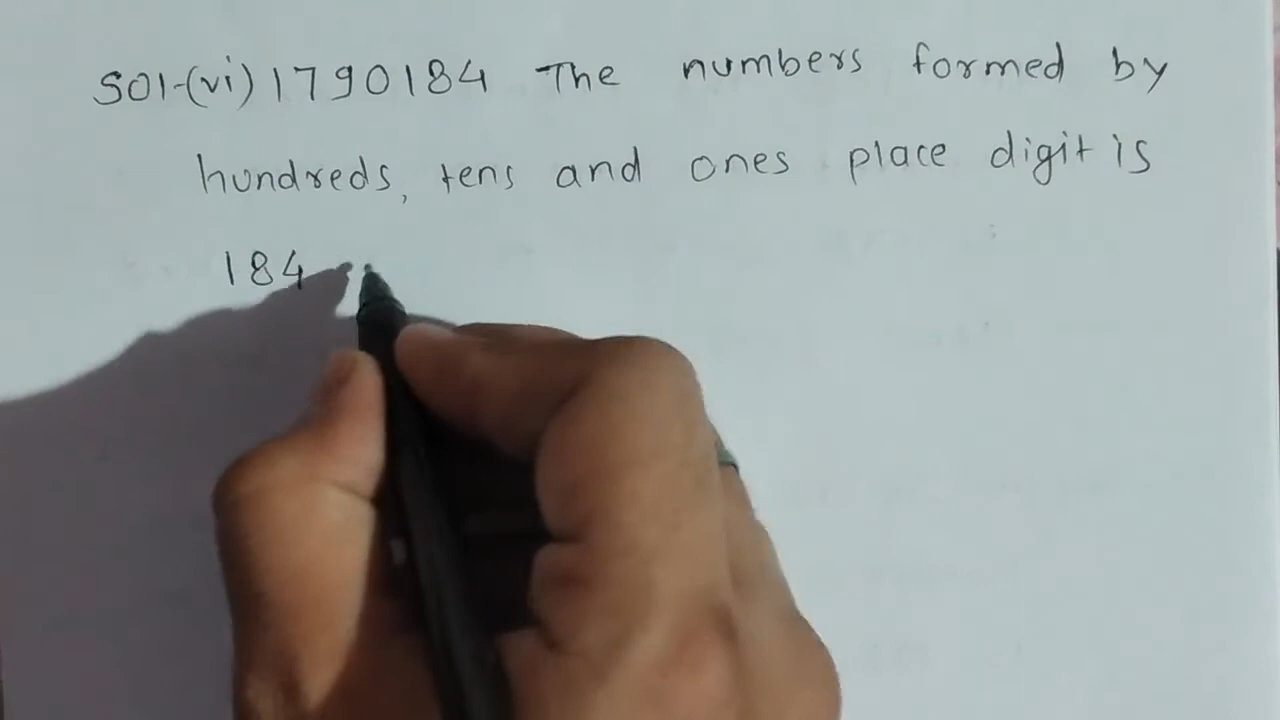 SOl-(vi) 1790184 The numbers formed by
hundreds, tens and ones place digit is
184